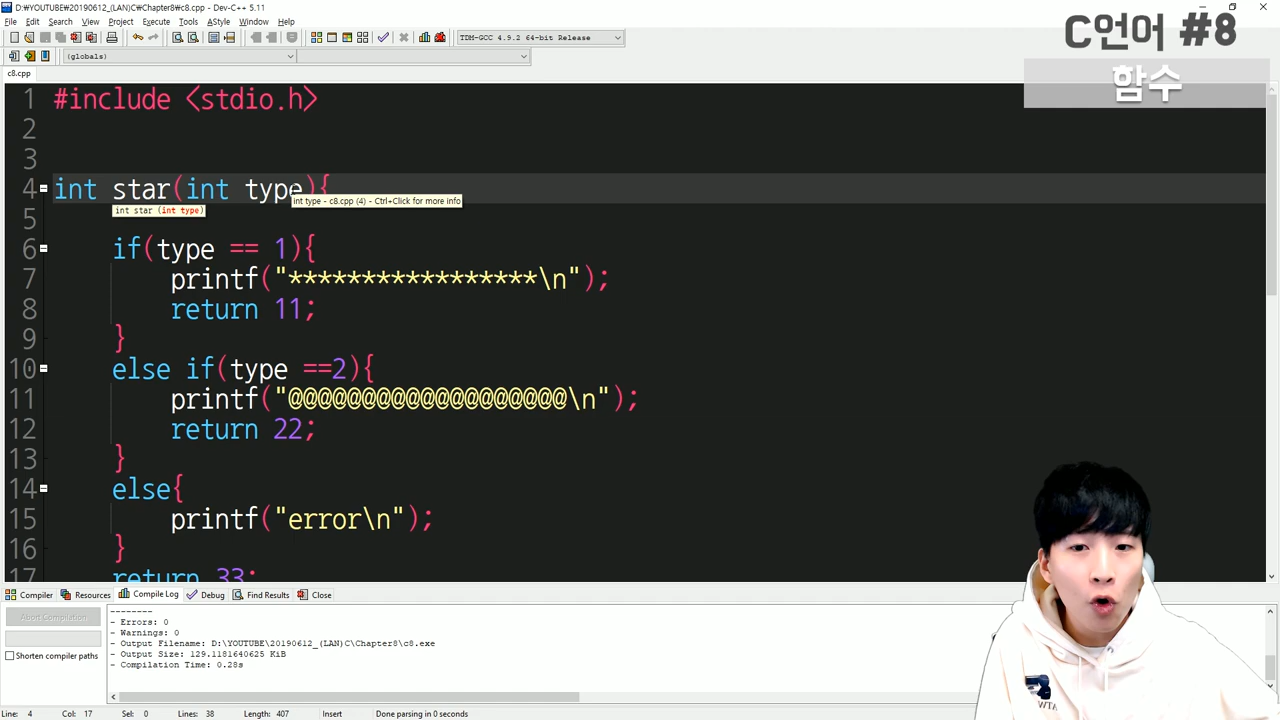 D:\YOUTUBE\20190612_(LAN)C\Chapter8\c8.cpp - Dev-C++ 5.11
File Edit Search View Project Execute Tools AStyle Window Help
TDM-GCC 4.9.2 64-bit Release
(globals)
c8.cpp
C언어 #8
함수
1 #include <stdio.h>
2
3
4 int star(int type){
int type - c8.cpp (4) - Ctrl+Click for more info
int star (int type)
5
6 if(type == 1){
7 printf("*****************\n");
8 return 11;
9 }
10 else if(type ==2){
11 printf("@@@@@@@@@@@@@@@@@@@\n");
12 return 22;
13 }
14 else{
15 printf("error\n");
16 }
17 return 33;
Compiler Resources Compile Log Debug Find Results Close
Abort Compilation
Shorten compiler paths
--------
- Errors: 0
- Warnings: 0
- Output Filename: D:\YOUTUBE\20190612_(LAN)C\Chapter8\c8.exe
- Output Size: 129.1181640625 KiB
- Compilation Time: 0.28s
Line: 4 Col: 17 Sel: 0 Lines: 38 Length: 407 Insert Done parsing in 0 seconds